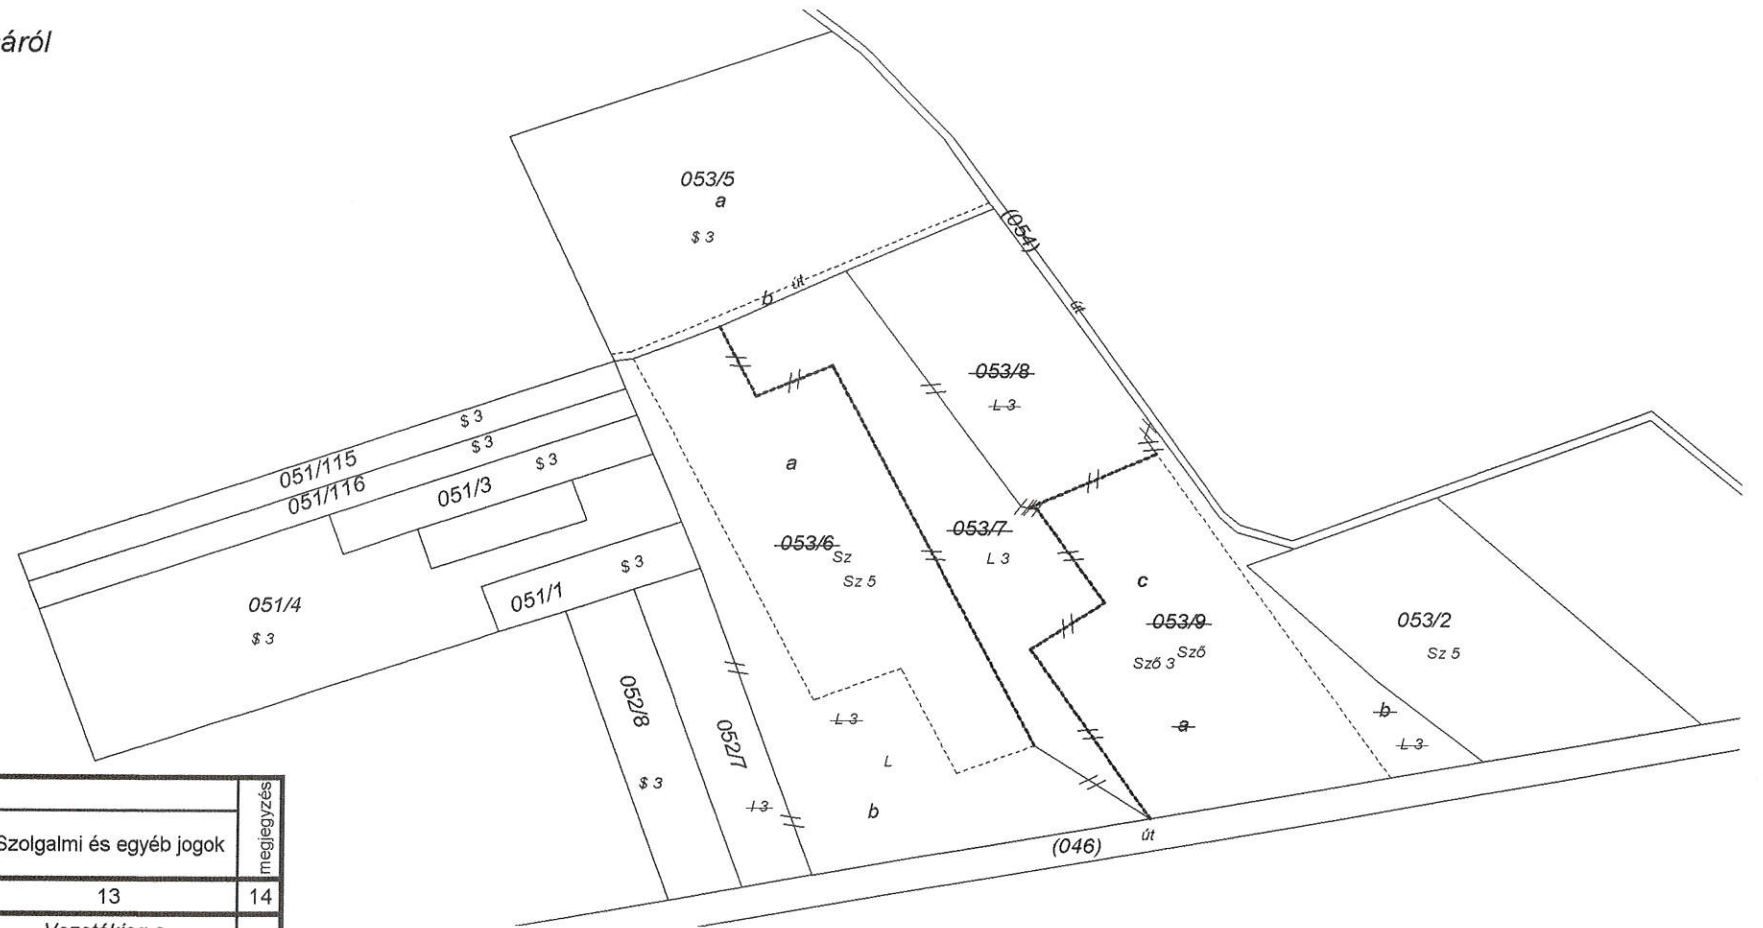 áról
053/5
a
$ 3
(054)
b út
út
053/8
L 3
$ 3
051/115
$ 3
051/116
$ 3
051/3
a
053/7
L 3
053/6
Sz
Sz 5
c
051/4
$ 3
051/1
$ 3
053/9
Sző
Sző 3
053/2
Sz 5
052/8
$ 3
052/7
L 3
L
b
a
b
L 3
(046)
út
Szolgalmi és egyéb jogok
megjegyzés
13
14